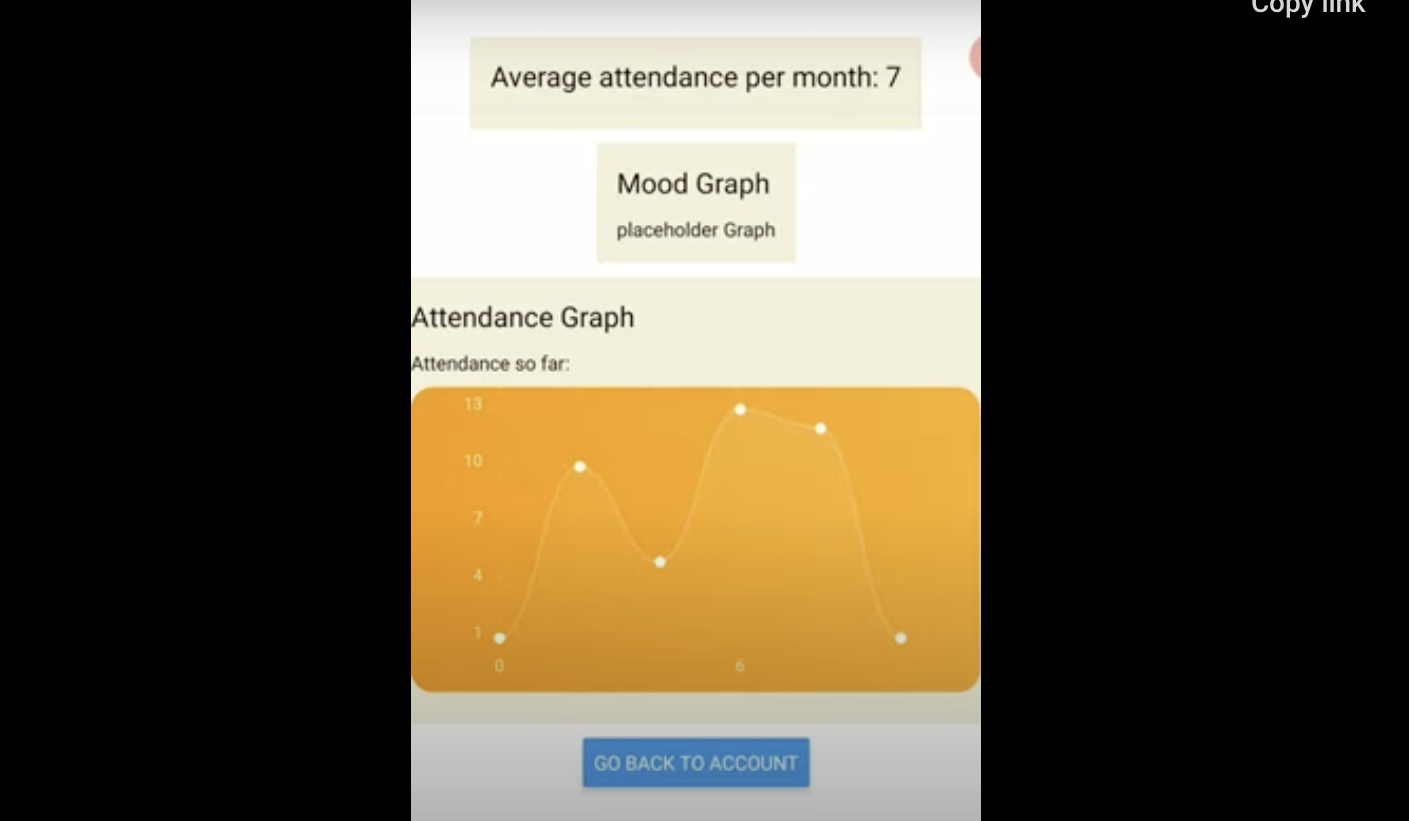 Copy link
Average attendance per month: 7
Mood Graph
placeholder Graph
Attendance Graph
Attendance so far:
13
10
7
4
1
0 6
GO BACK TO ACCOUNT